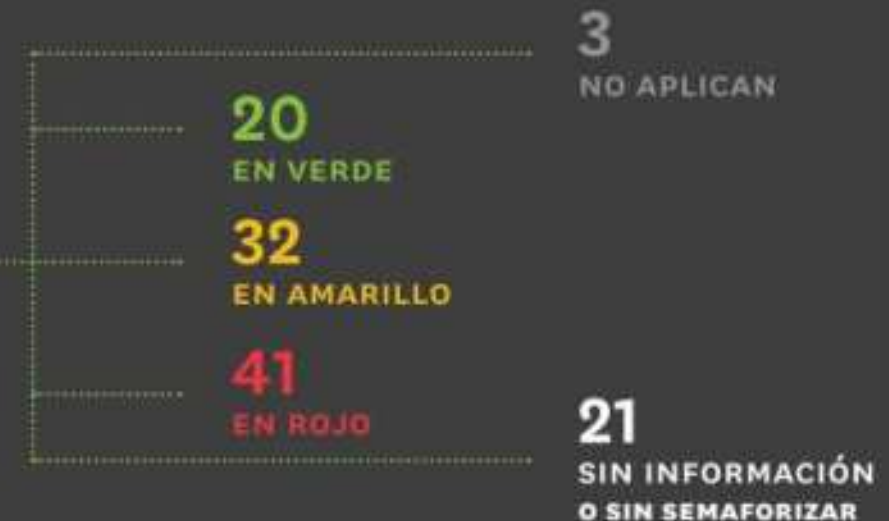 3
NO APLICAN
20
EN VERDE
32
EN AMARILLO
41
EN ROJO
21
SIN INFORMACIÓN
O SIN SEMAFORIZAR